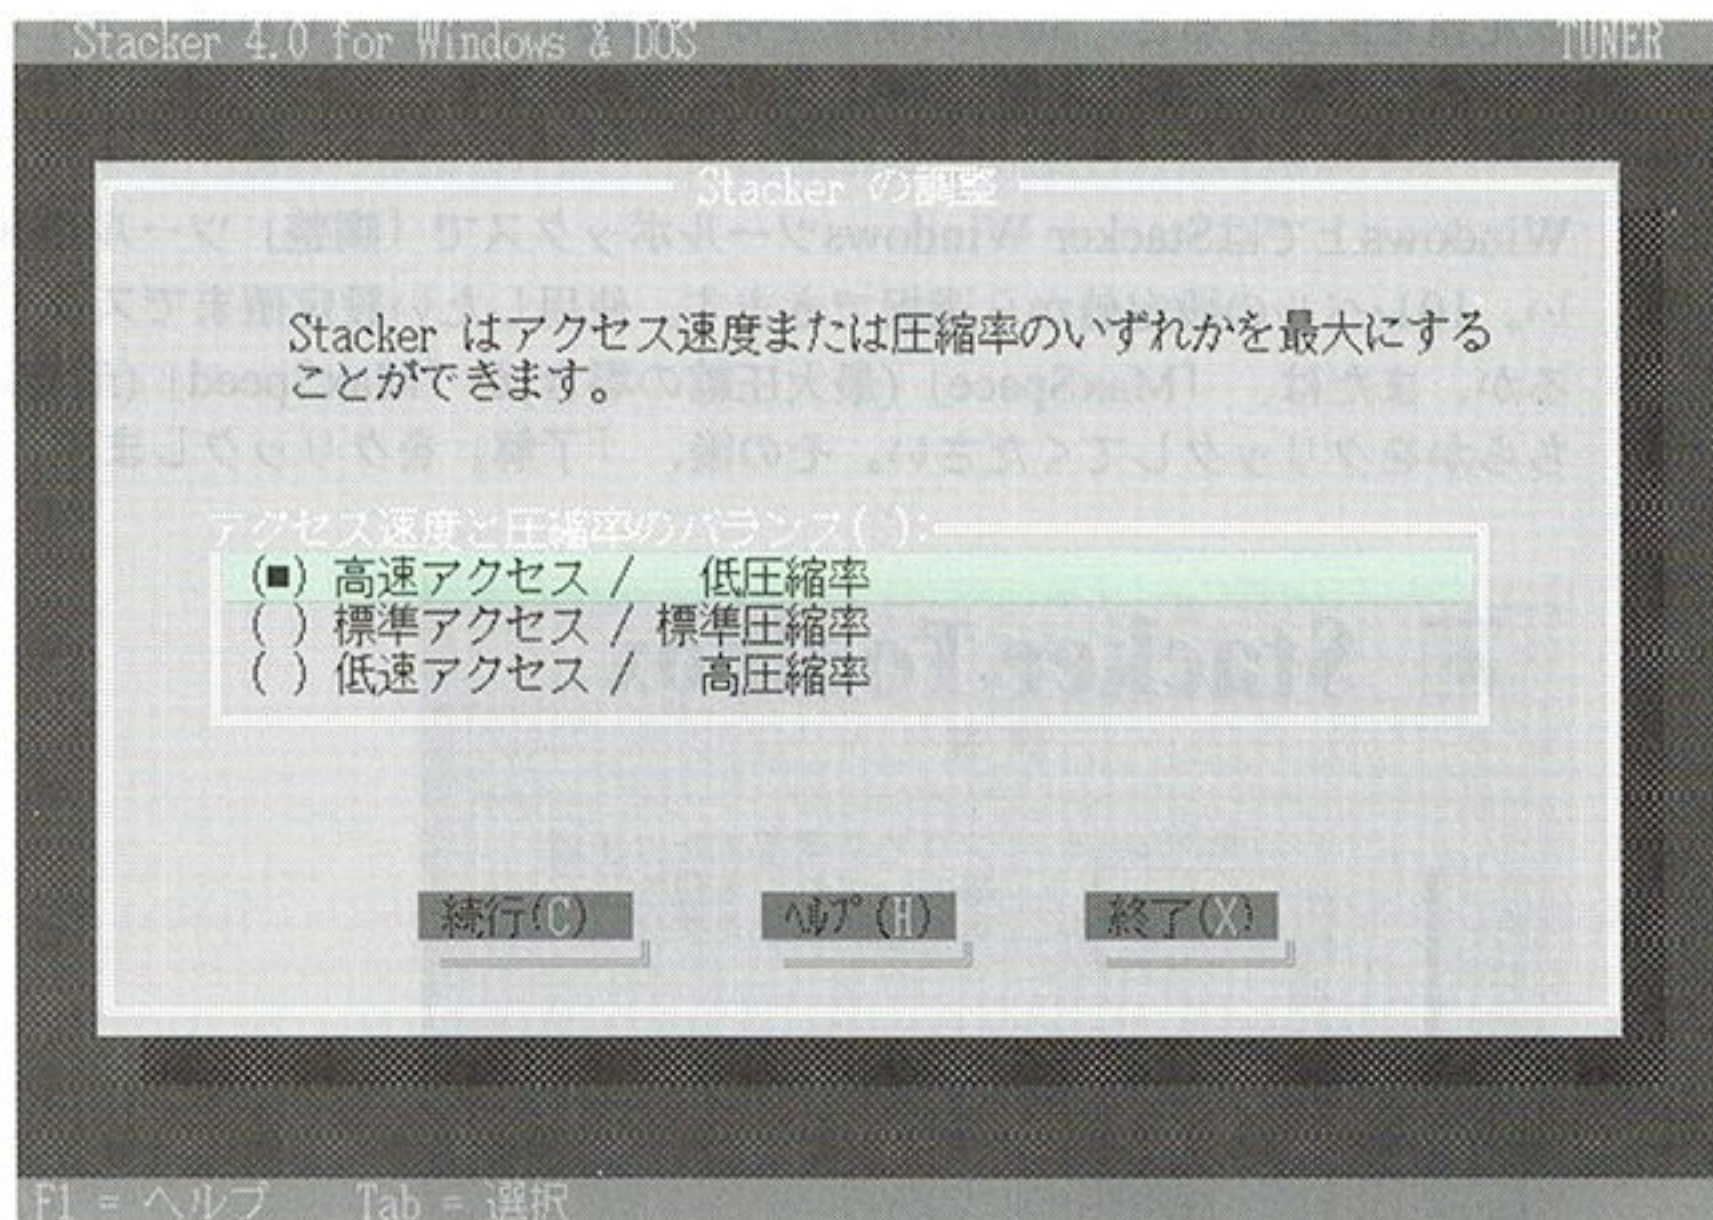 Stacker 4.0 for Windows & DOS
TUNER
Stacker の調整
Stacker はアクセス速度または圧縮率のいずれかを最大にする
ことができます。
アクセス速度と圧縮率のバランス( ):
(■) 高速アクセス / 低圧縮率
( ) 標準アクセス / 標準圧縮率
( ) 低速アクセス / 高圧縮率
続行(C)
ﾍﾙﾌﾟ(H)
終了(X)
F1 = ヘルプ Tab = 選択